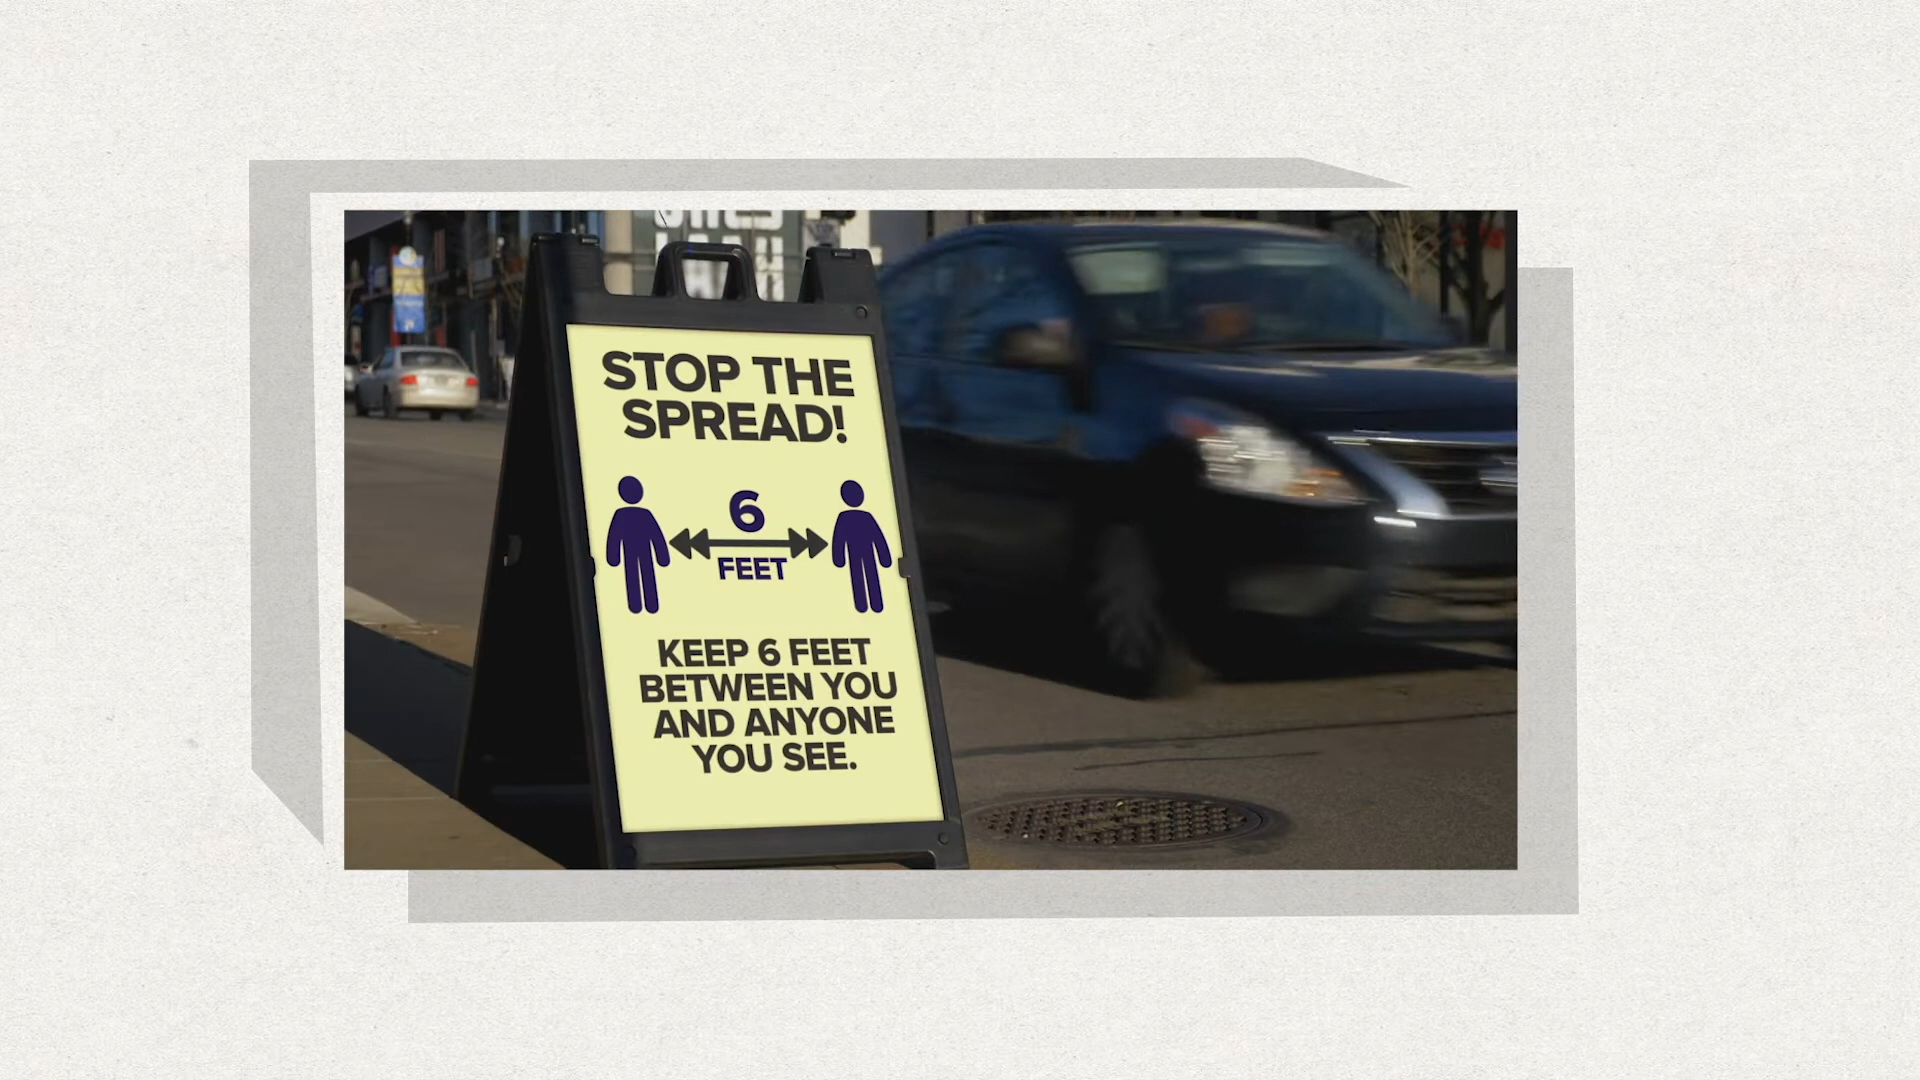 STOP THE
SPREAD!
6
FEET
KEEP 6 FEET
BETWEEN YOU
AND ANYONE
YOU SEE.